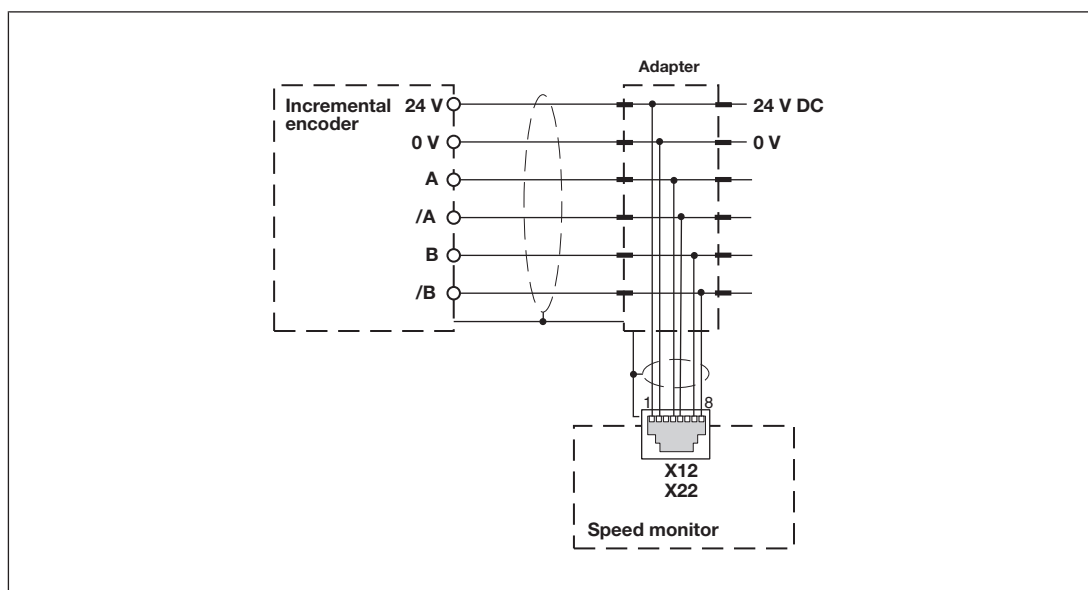 Adapter
Incremental
encoder
24 V
0 V
A
/A
B
/B
24 V DC
0 V
1
8
X12
X22
Speed monitor